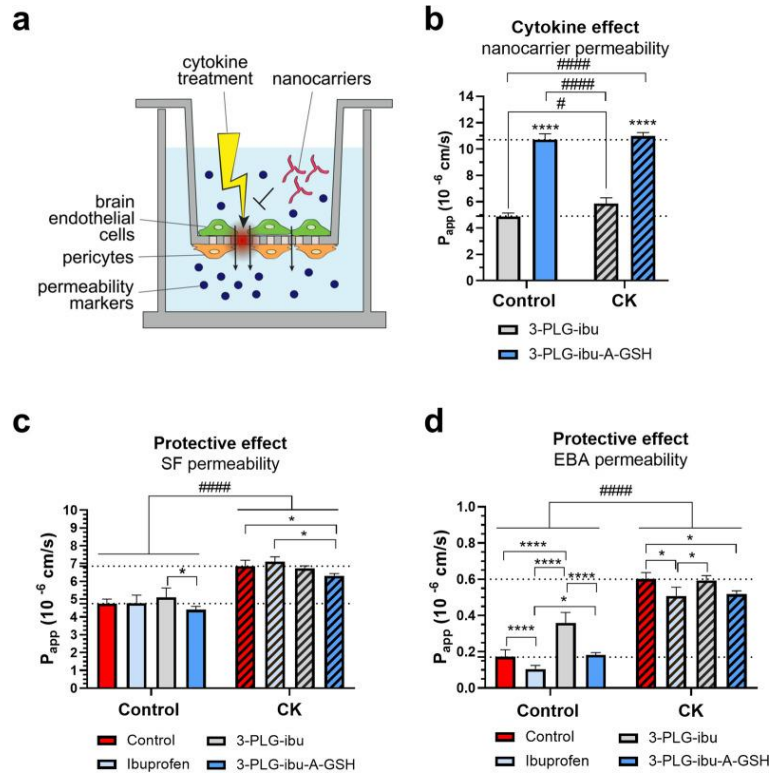 a
cytokine
treatment
nanocarriers
brain
endothelial
cells
pericytes
permeability
markers
b
Cytokine effect
nanocarrier permeability
####
####
#
****
****
14
12
10
8
6
4
2
0
P app (10 -6 cm/s)
Control
CK
3-PLG-ibu
3-PLG-ibu-A-GSH
c
Protective effect
SF permeability
####
*
*
*
10
9
8
7
6
5
4
3
2
1
0
P app (10 -6 cm/s)
Control
CK
Control
3-PLG-ibu
Ibuprofen
3-PLG-ibu-A-GSH
d
Protective effect
EBA permeability
####
****
****
****
*
****
*
*
*
1.0
0.8
0.6
0.4
0.2
0.0
P app (10 -6 cm/s)
Control
CK
Control
3-PLG-ibu
Ibuprofen
3-PLG-ibu-A-GSH